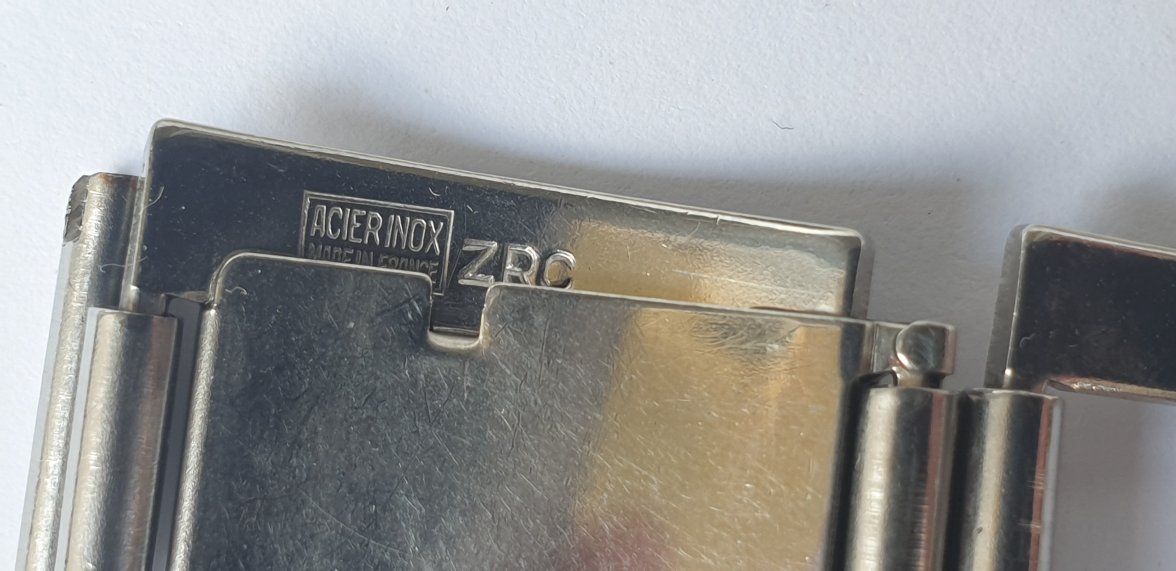 ACIER INOX
MADE IN FRANCE
ZRC